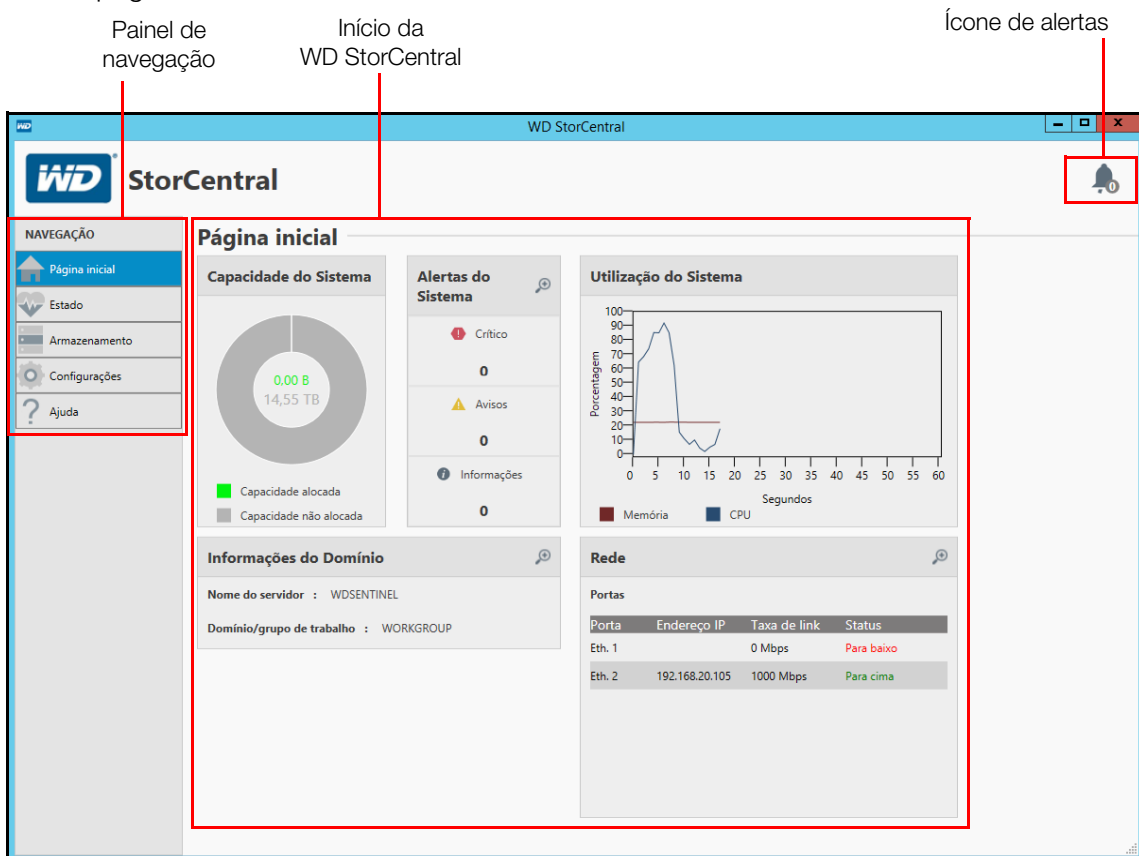 Painel de
navegação
Início da
WD StorCentral
Ícone de alertas
WD
WD StorCentral
WD StorCentral
NAVEGAÇÃO
Página inicial
Estado
Armazenamento
Configurações
Ajuda
Página inicial
Capacidade do Sistema
0,00 B
14,55 TB
Capacidade alocada
Capacidade não alocada
Alertas do
Sistema
Crítico
0
Avisos
0
Informações
0
Utilização do Sistema
Porcentagem
100
90
80
70
60
50
40
30
20
10
0
0 5 10 15 20 25 30 35 40 45 50 55 60
Segundos
Memória CPU
Informações do Domínio
Nome do servidor : WDSENTINEL
Domínio/grupo de trabalho : WORKGROUP
Rede
Portas
Porta Endereço IP Taxa de link Status
Eth. 1 0 Mbps Para baixo
Eth. 2 192.168.20.105 1000 Mbps Para cima
0